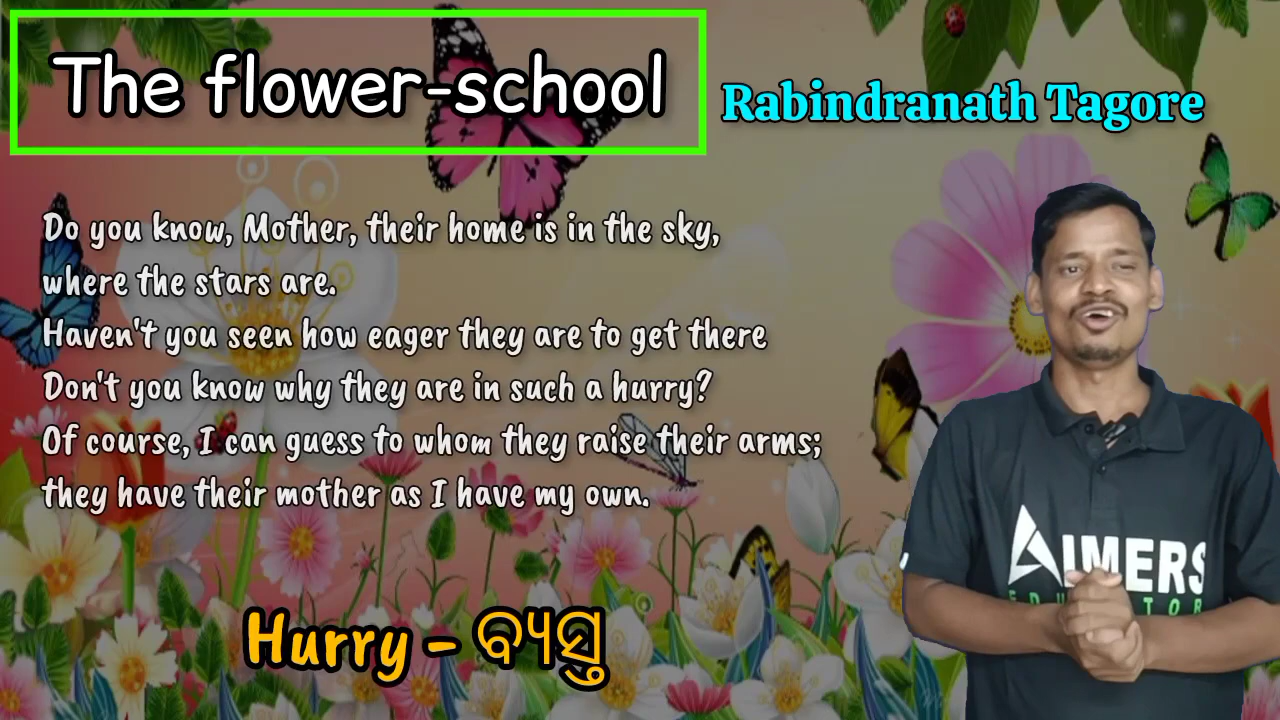 The flower-school
Rabindranath Tagore
Do you know, Mother, their home is in the sky,
where the stars are.
Haven't you seen how eager they are to get there
Don't you know why they are in such a hurry?
Of course, I can guess to whom they raise their arms;
they have their mother as I have my own.
Hurry - ବ୍ୟସ୍ତ
AIMERS